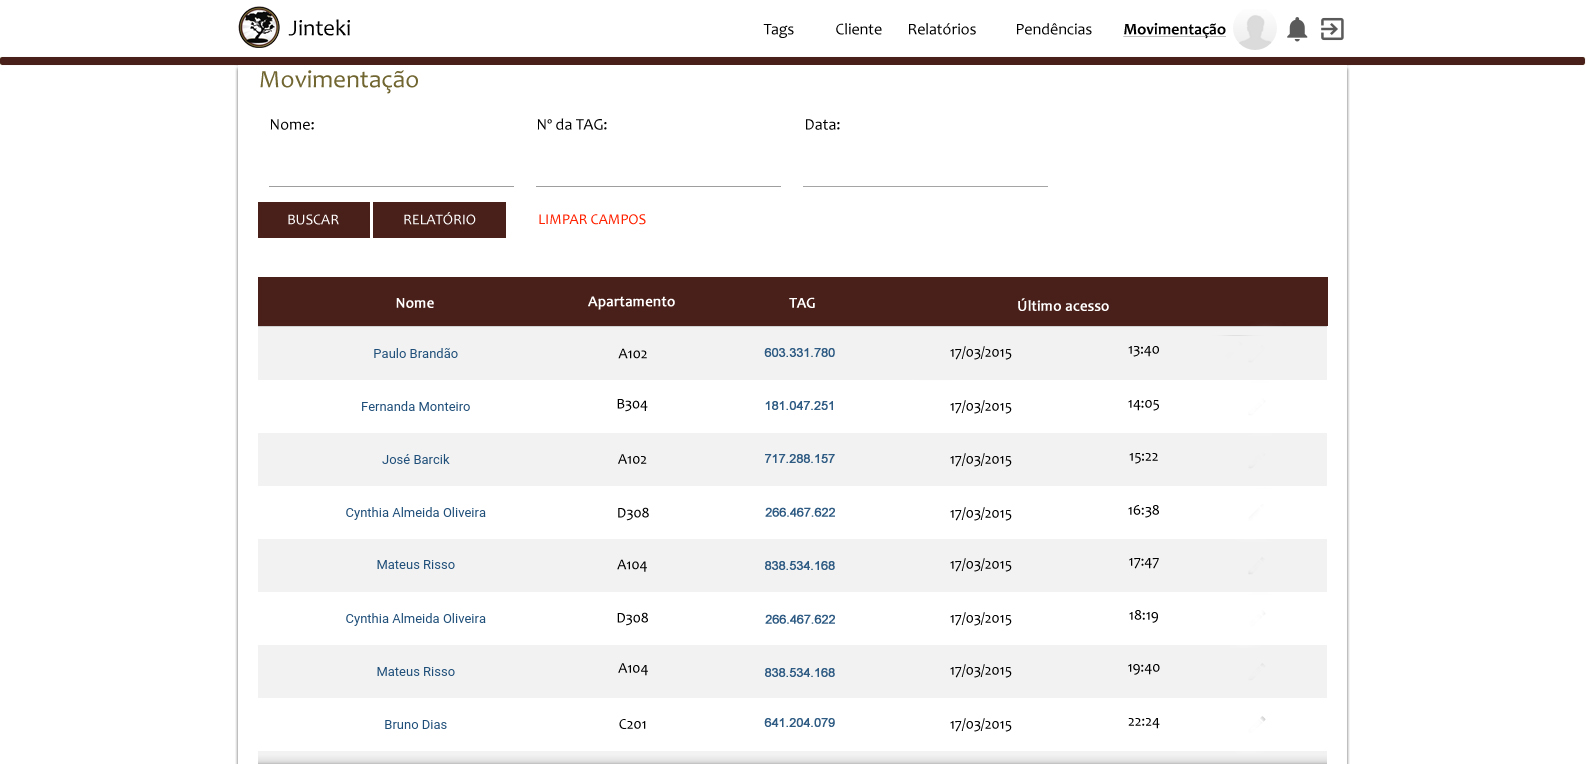 Jinteki Tags Cliente Relatórios Pendências Movimentação
Movimentação
Nome: Nº da TAG: Data:
BUSCAR RELATÓRIO LIMPAR CAMPOS
Nome Apartamento TAG Último acesso
Paulo Brandão A102 603.331.780 17/03/2015 13:40
Fernanda Monteiro B304 181.047.251 17/03/2015 14:05
José Barcik A102 717.288.157 17/03/2015 15:22
Cynthia Almeida Oliveira D308 266.467.622 17/03/2015 16:38
Mateus Risso A104 838.534.168 17/03/2015 17:47
Cynthia Almeida Oliveira D308 266.467.622 17/03/2015 18:19
Mateus Risso A104 838.534.168 17/03/2015 19:40
Bruno Dias C201 641.204.079 17/03/2015 22:24